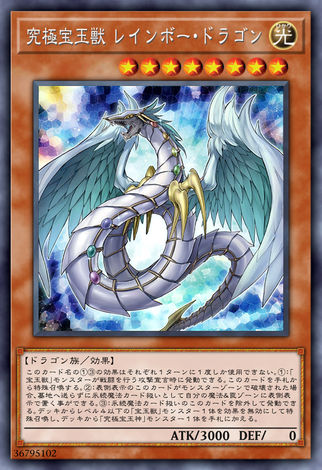 究極宝玉獣 レインボー・ドラゴン
光
【ドラゴン族／効果】
このカード名の①③の効果はそれぞれ１ターンに１度しか使用できない。①：「
宝玉獣」モンスターが戦闘を行う攻撃宣言時に発動できる。このカードを手札か
ら特殊召喚する。②：表側表示のこのカードがモンスターゾーンで破壊された場
合、墓地へ送らずに永続魔法カード扱いとして自分の魔法＆罠ゾーンに表側表
示で置く事ができる。③：永続魔法カード扱いのこのカードを除外して発動でき
る。デッキからレベル４以下の「宝玉獣」モンスター１体を効果を無効にして特
殊召喚し、デッキから「究極宝玉神」モンスター１体を手札に加える。
ATK/3000 DEF/ 0
36795102